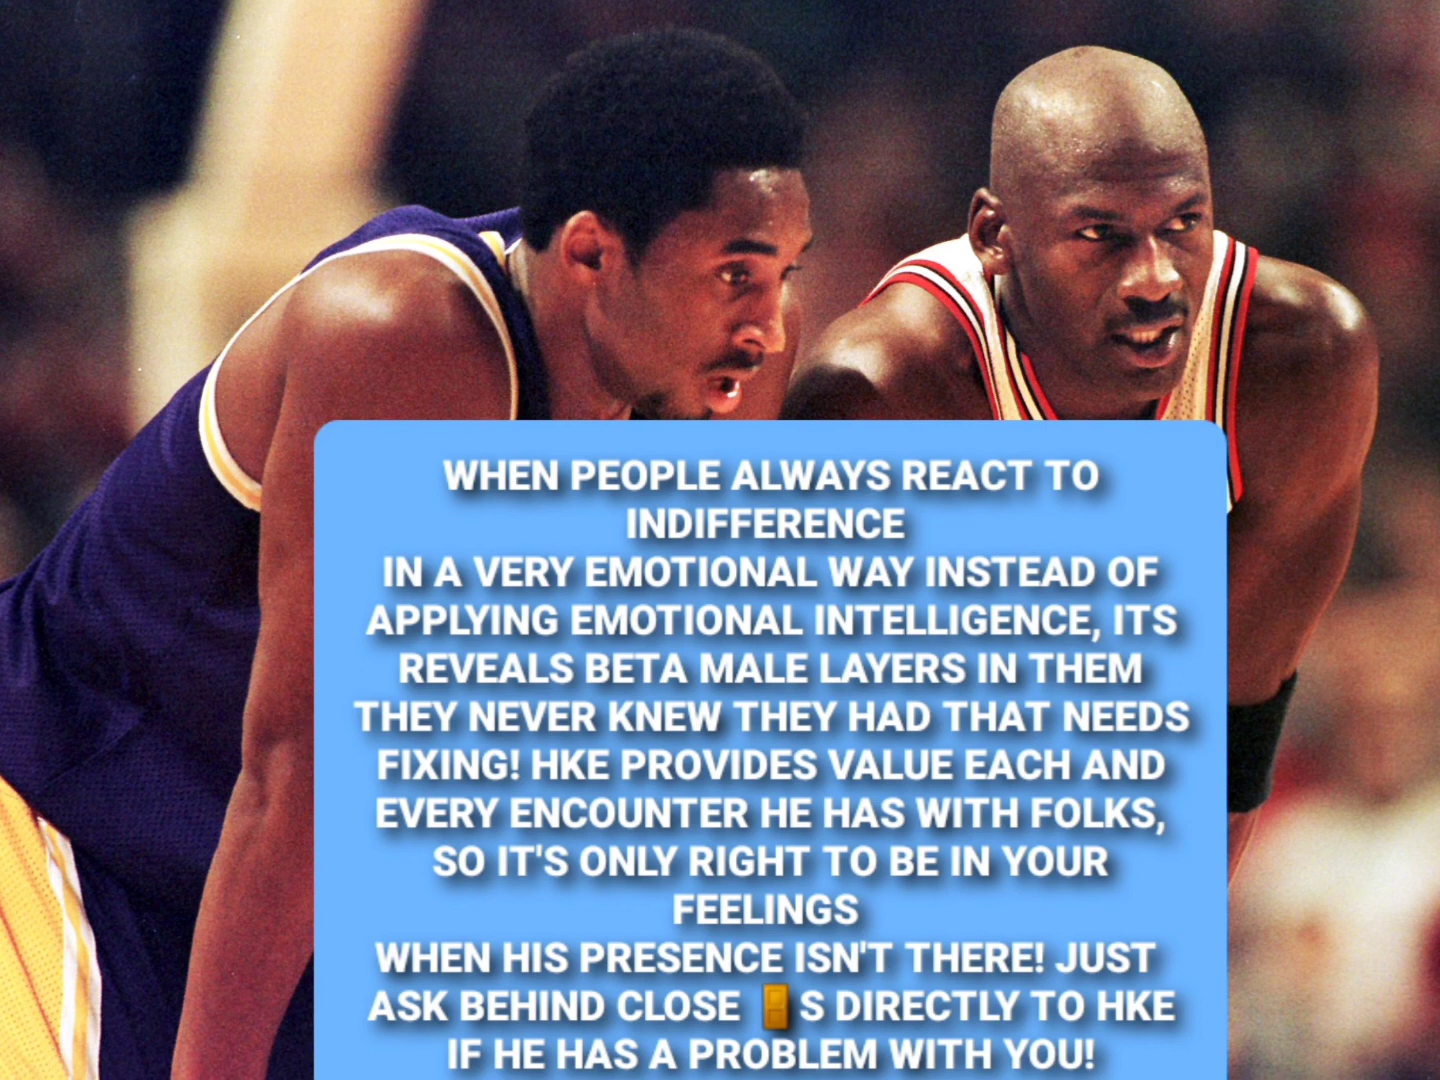 WHEN PEOPLE ALWAYS REACT TO
INDIFFERENCE
IN A VERY EMOTIONAL WAY INSTEAD OF
APPLYING EMOTIONAL INTELLIGENCE, ITS
REVEALS BETA MALE LAYERS IN THEM
THEY NEVER KNEW THEY HAD THAT NEEDS
FIXING! HKE PROVIDES VALUE EACH AND
EVERY ENCOUNTER HE HAS WITH FOLKS,
SO IT'S ONLY RIGHT TO BE IN YOUR
FEELINGS
WHEN HIS PRESENCE ISN'T THERE! JUST
ASK BEHIND CLOSE 🚪S DIRECTLY TO HKE
IF HE HAS A PROBLEM WITH YOU!